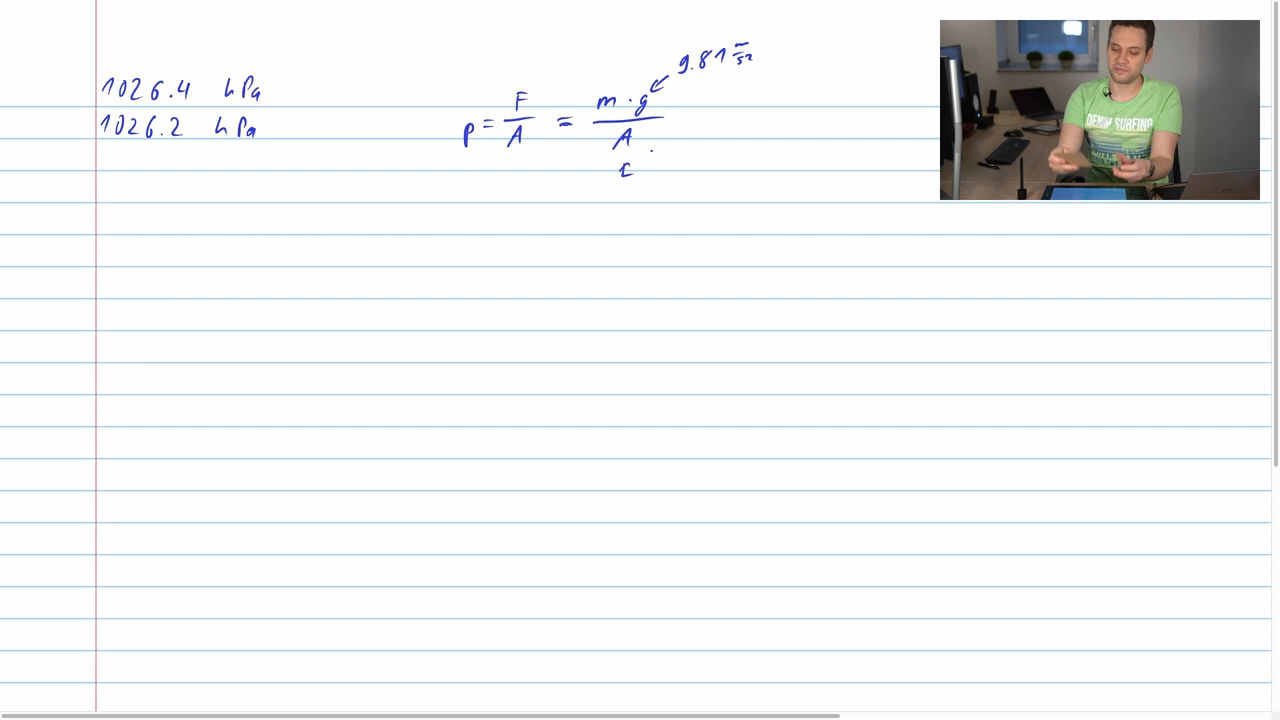 1026.4 hPa
1026.2 hPa
p = F/A = m·g/A
9.81 m/s²
DENIM SURFING